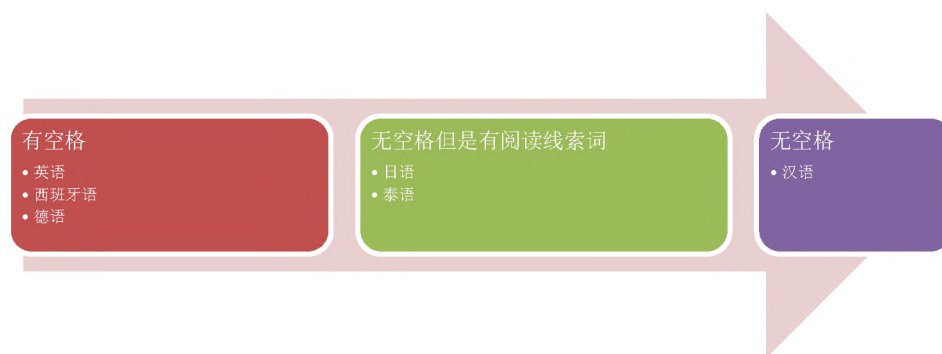 有空格
• 英语
• 西班牙语
• 德语
无空格但是有阅读线索词
• 日语
• 泰语
无空格
• 汉语